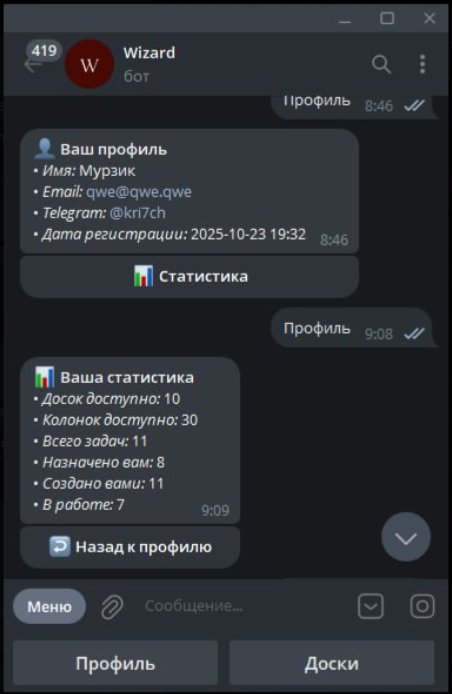 419
W
Wizard
бот
Профиль 8:46
Ваш профиль
• Имя: Мурзик
• Email: qwe@qwe.qwe
• Telegram: @kri7ch
• Дата регистрации: 2025-10-23 19:32 8:46
Статистика
Профиль 9:08
Ваша статистика
• Досок доступно: 10
• Колонок доступно: 30
• Всего задач: 11
• Назначено вам: 8
• Создано вами: 11
• В работе: 7 9:09
Назад к профилю
Меню Сообщение...
Профиль Доски